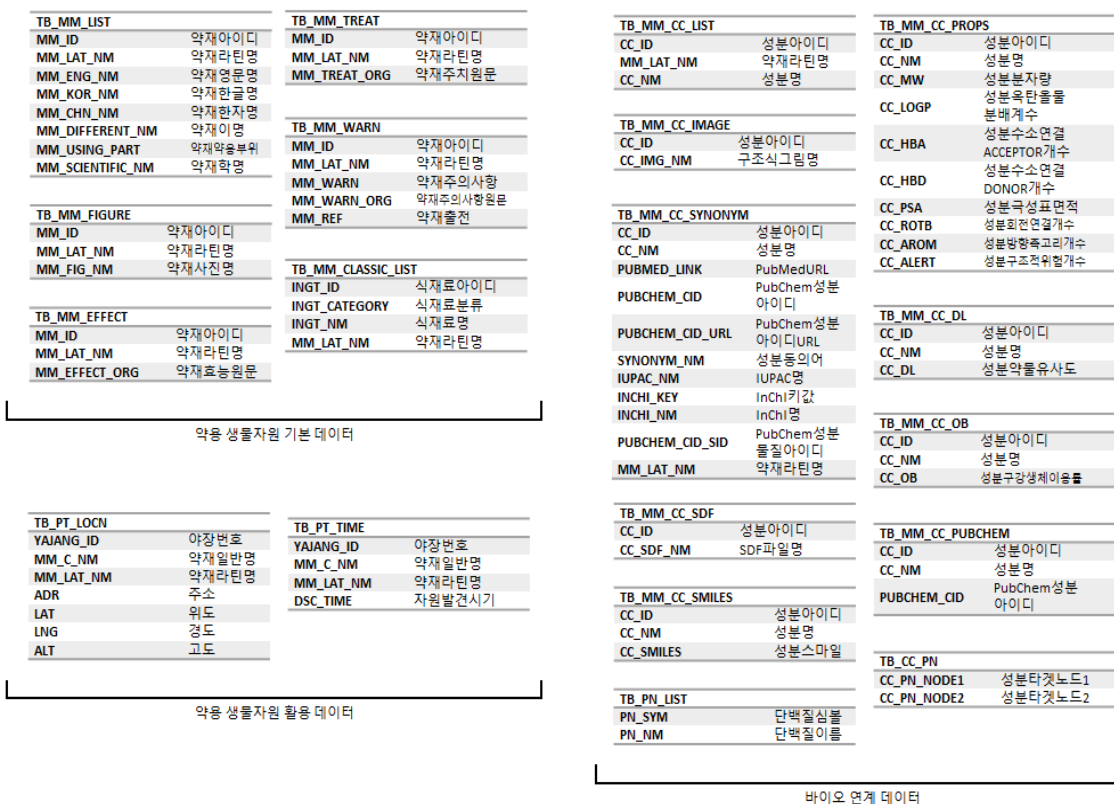 TB_MM_LIST
MM_ID 약재아이디
MM_LAT_NM 약재라틴명
MM_ENG_NM 약재영문명
MM_KOR_NM 약재한글명
MM_CHN_NM 약재한자명
MM_DIFFERENT_NM 약재이명
MM_USING_PART 약재약용부위
MM_SCIENTIFIC_NM 약재학명
TB_MM_FIGURE
MM_ID 약재아이디
MM_LAT_NM 약재라틴명
MM_FIG_NM 약재사진명
TB_MM_EFFECT
MM_ID 약재아이디
MM_LAT_NM 약재라틴명
MM_EFFECT_ORG 약재효능원문
TB_MM_TREAT
MM_ID 약재아이디
MM_LAT_NM 약재라틴명
MM_TREAT_ORG 약재주치원문
TB_MM_WARN
MM_ID 약재아이디
MM_LAT_NM 약재라틴명
MM_WARN 약재주의사항
MM_WARN_ORG 약재주의사항원문
MM_REF 약재출전
TB_MM_CLASSIC_LIST
INGT_ID 식재료아이디
INGT_CATEGORY 식재료분류
INGT_NM 식재료명
MM_LAT_NM 약재라틴명
약용 생물자원 기본 데이터
TB_PT_LOCN
YAJANG_ID 야장번호
MM_C_NM 약재일반명
MM_LAT_NM 약재라틴명
ADR 주소
LAT 위도
LNG 경도
ALT 고도
TB_PT_TIME
YAJANG_ID 야장번호
MM_C_NM 약재일반명
MM_LAT_NM 약재라틴명
DSC_TIME 자원발견시기
약용 생물자원 활용 데이터
TB_MM_CC_LIST
CC_ID 성분아이디
MM_LAT_NM 약재라틴명
CC_NM 성분명
TB_MM_CC_IMAGE
CC_ID 성분아이디
CC_IMG_NM 구조식그림명
TB_MM_CC_SYNONYM
CC_ID 성분아이디
CC_NM 성분명
PUBMED_LINK PubMedURL
PUBCHEM_CID PubChem성분
아이디
PUBCHEM_CID_URL PubChem성분
아이디URL
SYNONYM_NM 성분동의어
IUPAC_NM IUPAC명
INCHI_KEY InChI키값
INCHI_NM InChI명
PUBCHEM_CID_SID PubChem성분
물질아이디
MM_LAT_NM 약재라틴명
TB_MM_CC_SDF
CC_ID 성분아이디
CC_SDF_NM SDF파일명
TB_MM_CC_SMILES
CC_ID 성분아이디
CC_NM 성분명
CC_SMILES 성분스마일
TB_PN_LIST
PN_SYM 단백질심볼
PN_NM 단백질이름
TB_MM_CC_PROPS
CC_ID 성분아이디
CC_NM 성분명
CC_MW 성분분자량
CC_LOGP 성분옥탄올물
분배계수
CC_HBA 성분수소연결
ACCEPTOR개수
CC_HBD 성분수소연결
DONOR개수
CC_PSA 성분극성표면적
CC_ROTB 성분회전연결개수
CC_AROM 성분방향족고리개수
CC_ALERT 성분구조적위험개수
TB_MM_CC_DL
CC_ID 성분아이디
CC_NM 성분명
CC_DL 성분약물유사도
TB_MM_CC_OB
CC_ID 성분아이디
CC_NM 성분명
CC_OB 성분구강생체이용률
TB_MM_CC_PUBCHEM
CC_ID 성분아이디
CC_NM 성분명
PUBCHEM_CID PubChem성분
아이디
TB_CC_PN
CC_PN_NODE1 성분타겟노드1
CC_PN_NODE2 성분타겟노드2
바이오 연계 데이터